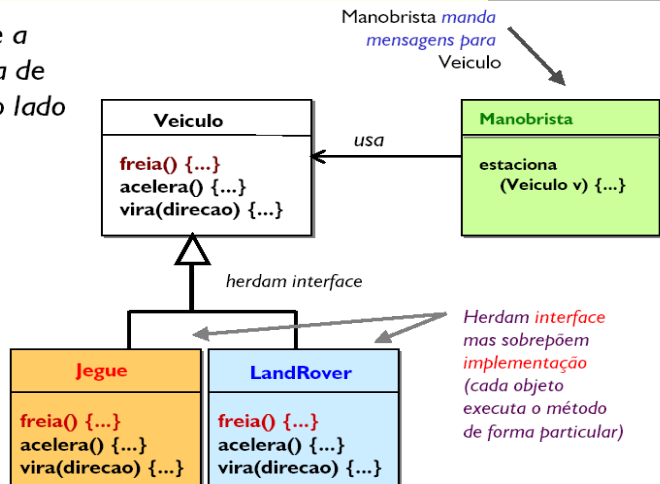 e a
a de
o lado
Manobrista manda
mensagens para
Veiculo
Veiculo
freia() {...}
acelera() {...}
vira(direcao) {...}
usa
Manobrista
estaciona
(Veiculo v) {...}
herdam interface
Jegue
freia() {...}
acelera() {...}
vira(direcao) {...}
LandRover
freia() {...}
acelera() {...}
vira(direcao) {...}
Herdam interface
mas sobrepõem
implementação
(cada objeto
executa o método
de forma particular)